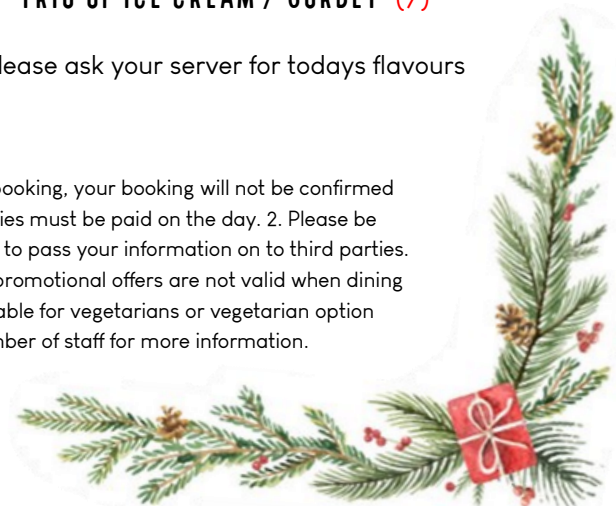 TRIO OF ICE CREAM / SORBET (7)
lease ask your server for todays flavours
booking, your booking will not be confirmed
ies must be paid on the day. 2. Please be
to pass your information on to third parties.
promotional offers are not valid when dining
able for vegetarians or vegetarian option
mber of staff for more information.